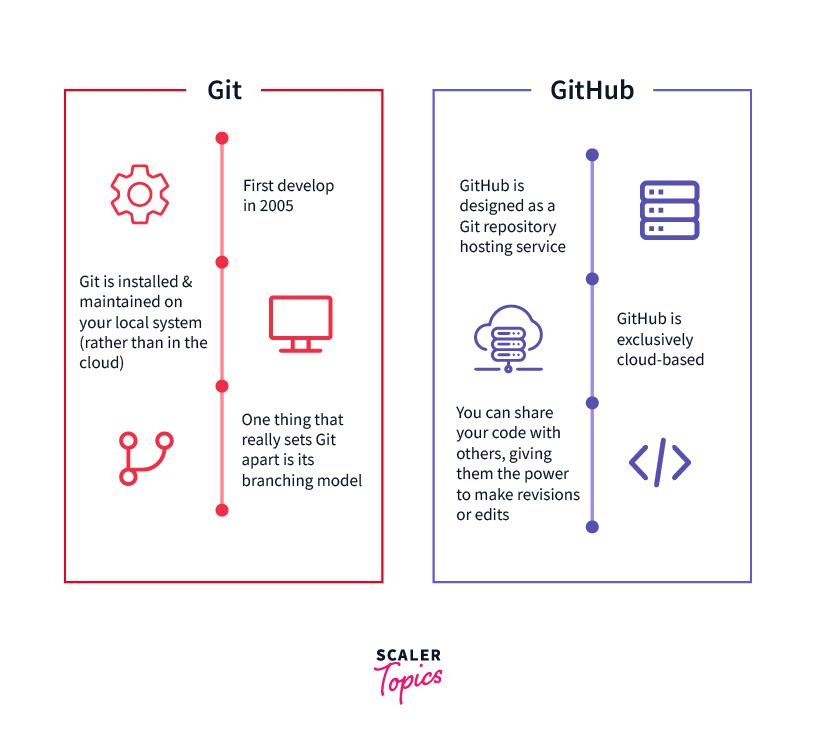 Git
First develop
in 2005
Git is installed &
maintained on
your local system
(rather than in the
cloud)
One thing that
really sets Git
apart is its
branching model
GitHub
GitHub is
designed as a
Git repository
hosting service
GitHub is
exclusively
cloud-based
You can share
your code with
others, giving
them the power
to make revisions
or edits
SCALER
Topics